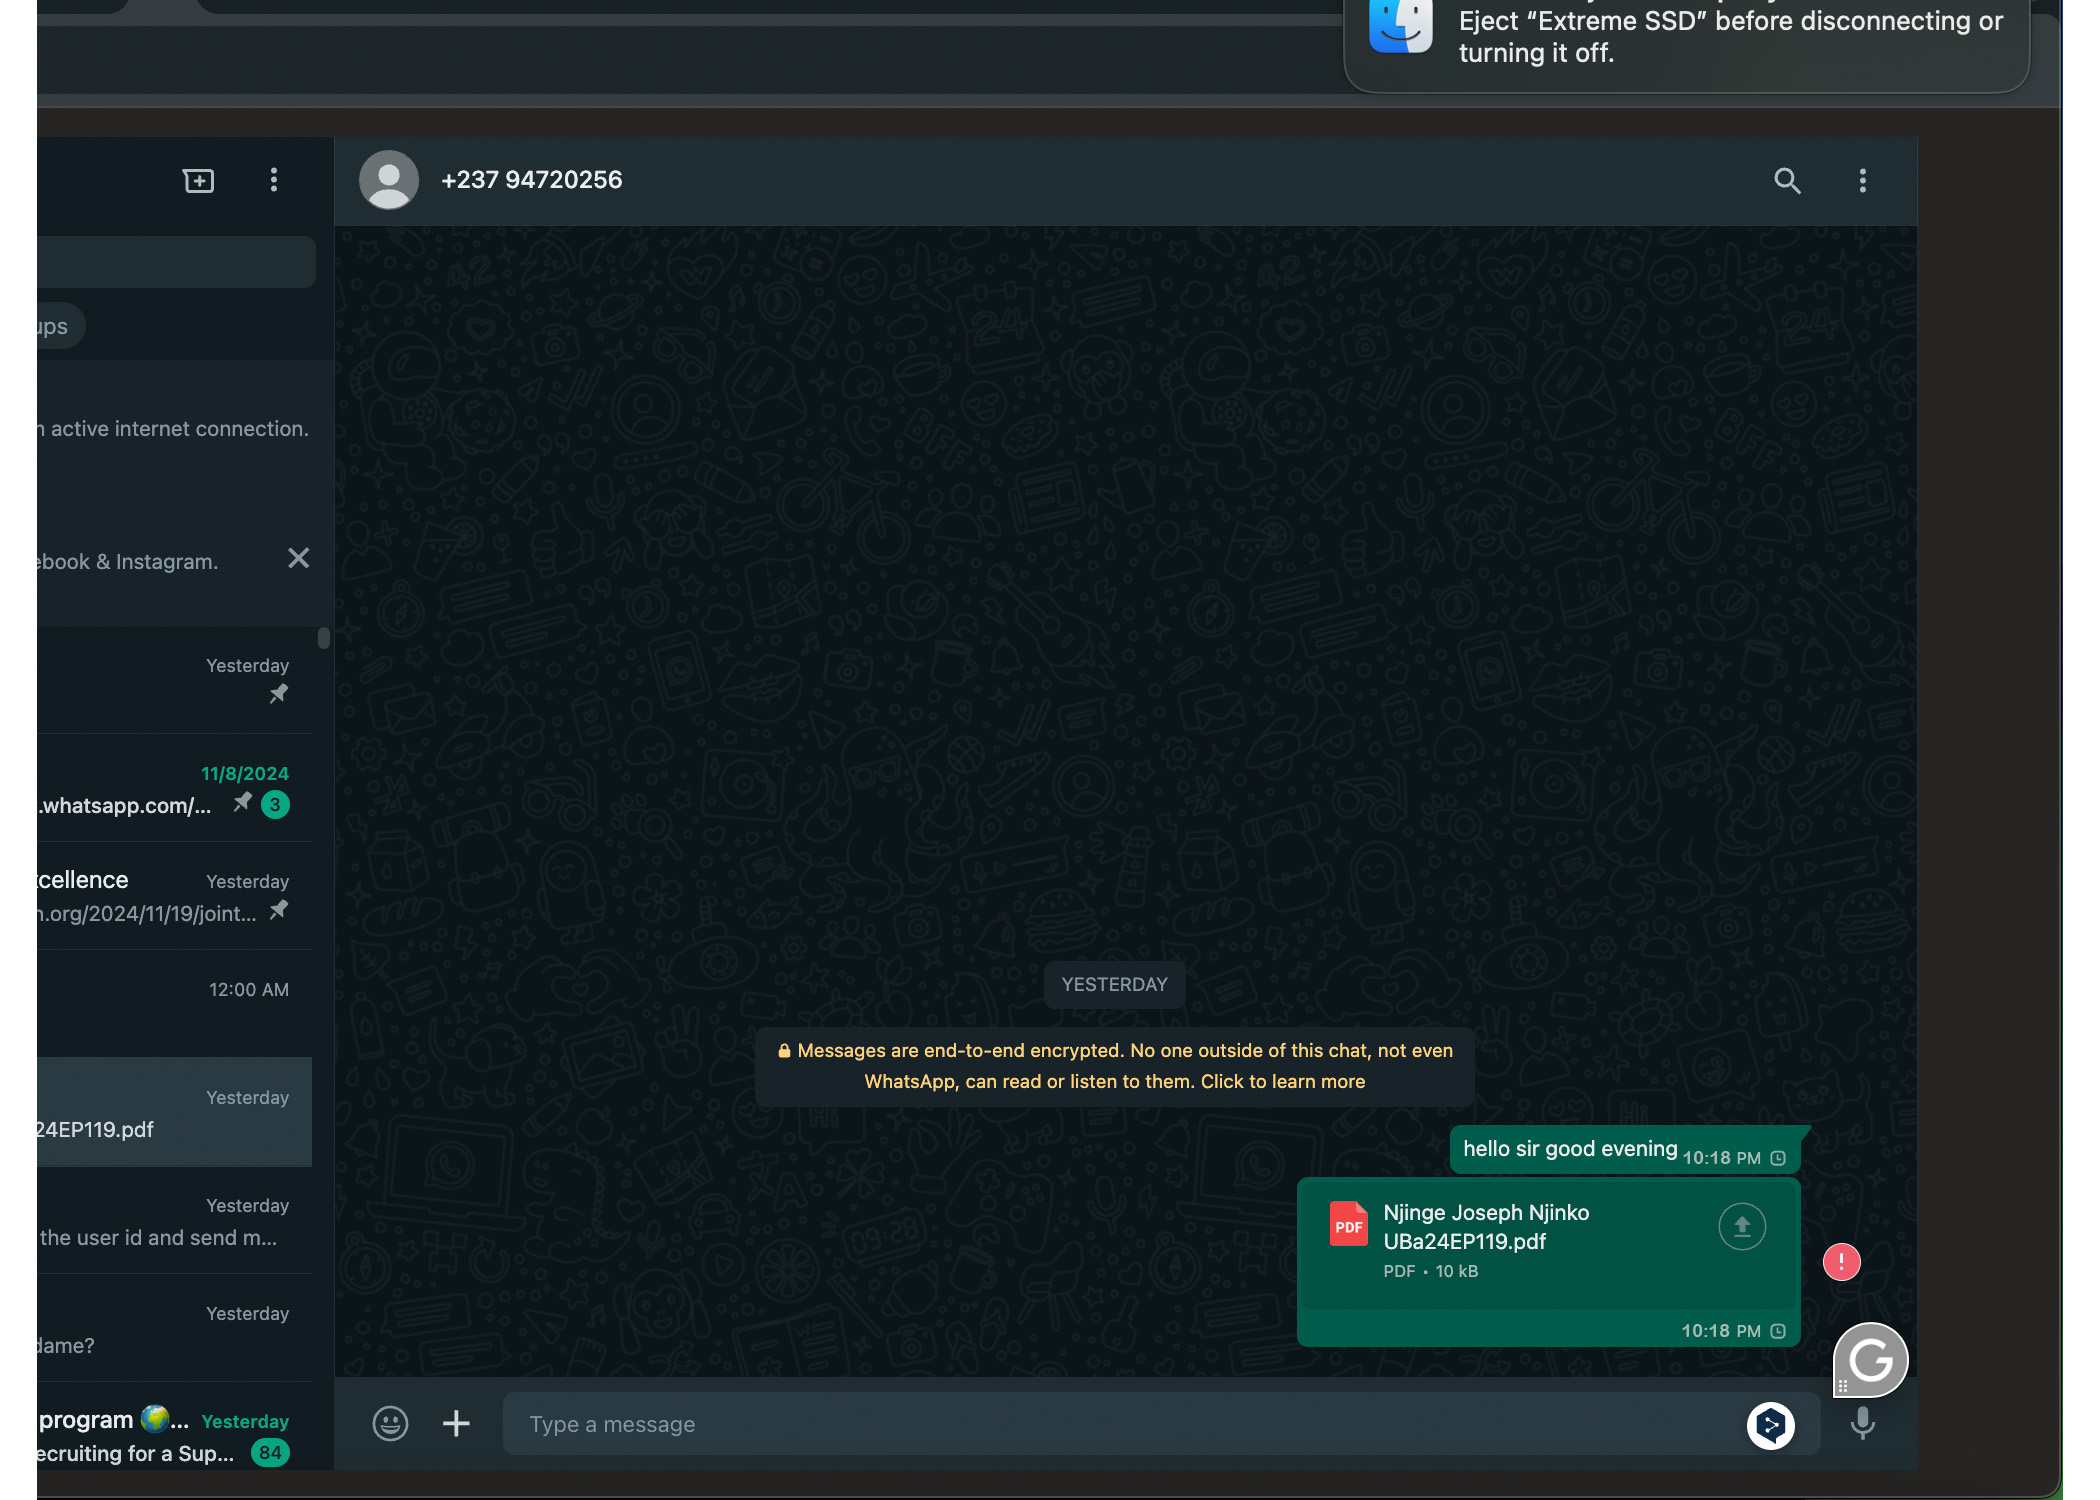 Eject “Extreme SSD” before disconnecting or
turning it off.
+237 94720256
ups
active internet connection.
ebook & Instagram.
Yesterday
11/8/2024
.whatsapp.com/...
3
xcellence
Yesterday
n.org/2024/11/19/joint...
12:00 AM
Yesterday
24EP119.pdf
Yesterday
the user id and send m...
Yesterday
dame?
program 🌍...
Yesterday
ecruiting for a Sup...
84
YESTERDAY
Messages are end-to-end encrypted. No one outside of this chat, not even
WhatsApp, can read or listen to them. Click to learn more
hello sir good evening 10:18 PM
PDF
Njinge Joseph Njinko
UBa24EP119.pdf
PDF • 10 kB
!
10:18 PM
G
Type a message